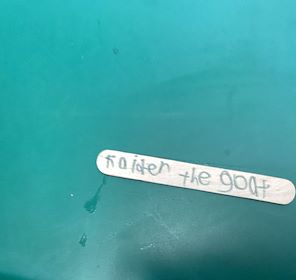 Kaiden the goat